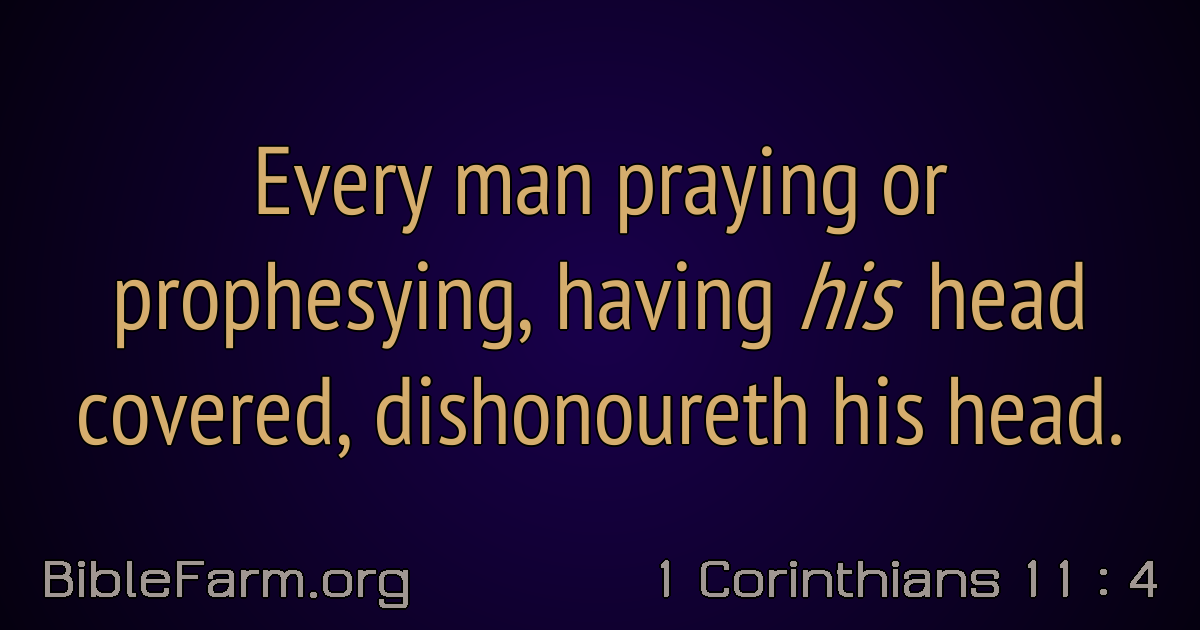 Every man praying or
prophesying, having his head
covered, dishonoureth his head.
BibleFarm.org
1 Corinthians 11 : 4